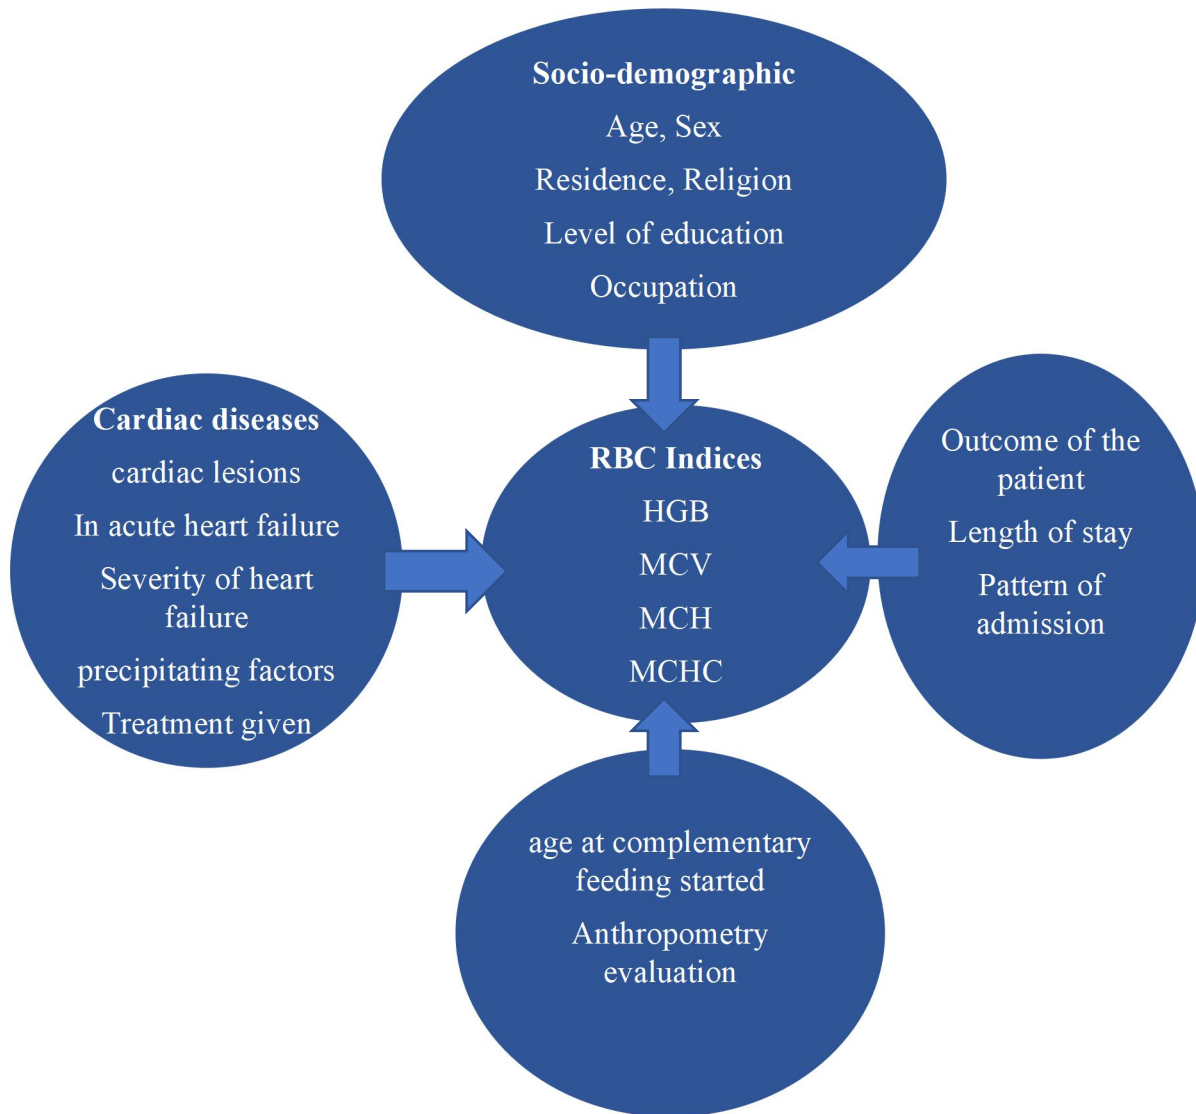 Socio-demographic
Age, Sex
Residence, Religion
Level of education
Occupation
Cardiac diseases
cardiac lesions
In acute heart failure
Severity of heart
failure
precipitating factors
Treatment given
RBC Indices
HGB
MCV
MCH
MCHC
Outcome of the
patient
Length of stay
Pattern of
admission
age at complementary
feeding started
Anthropometry
evaluation